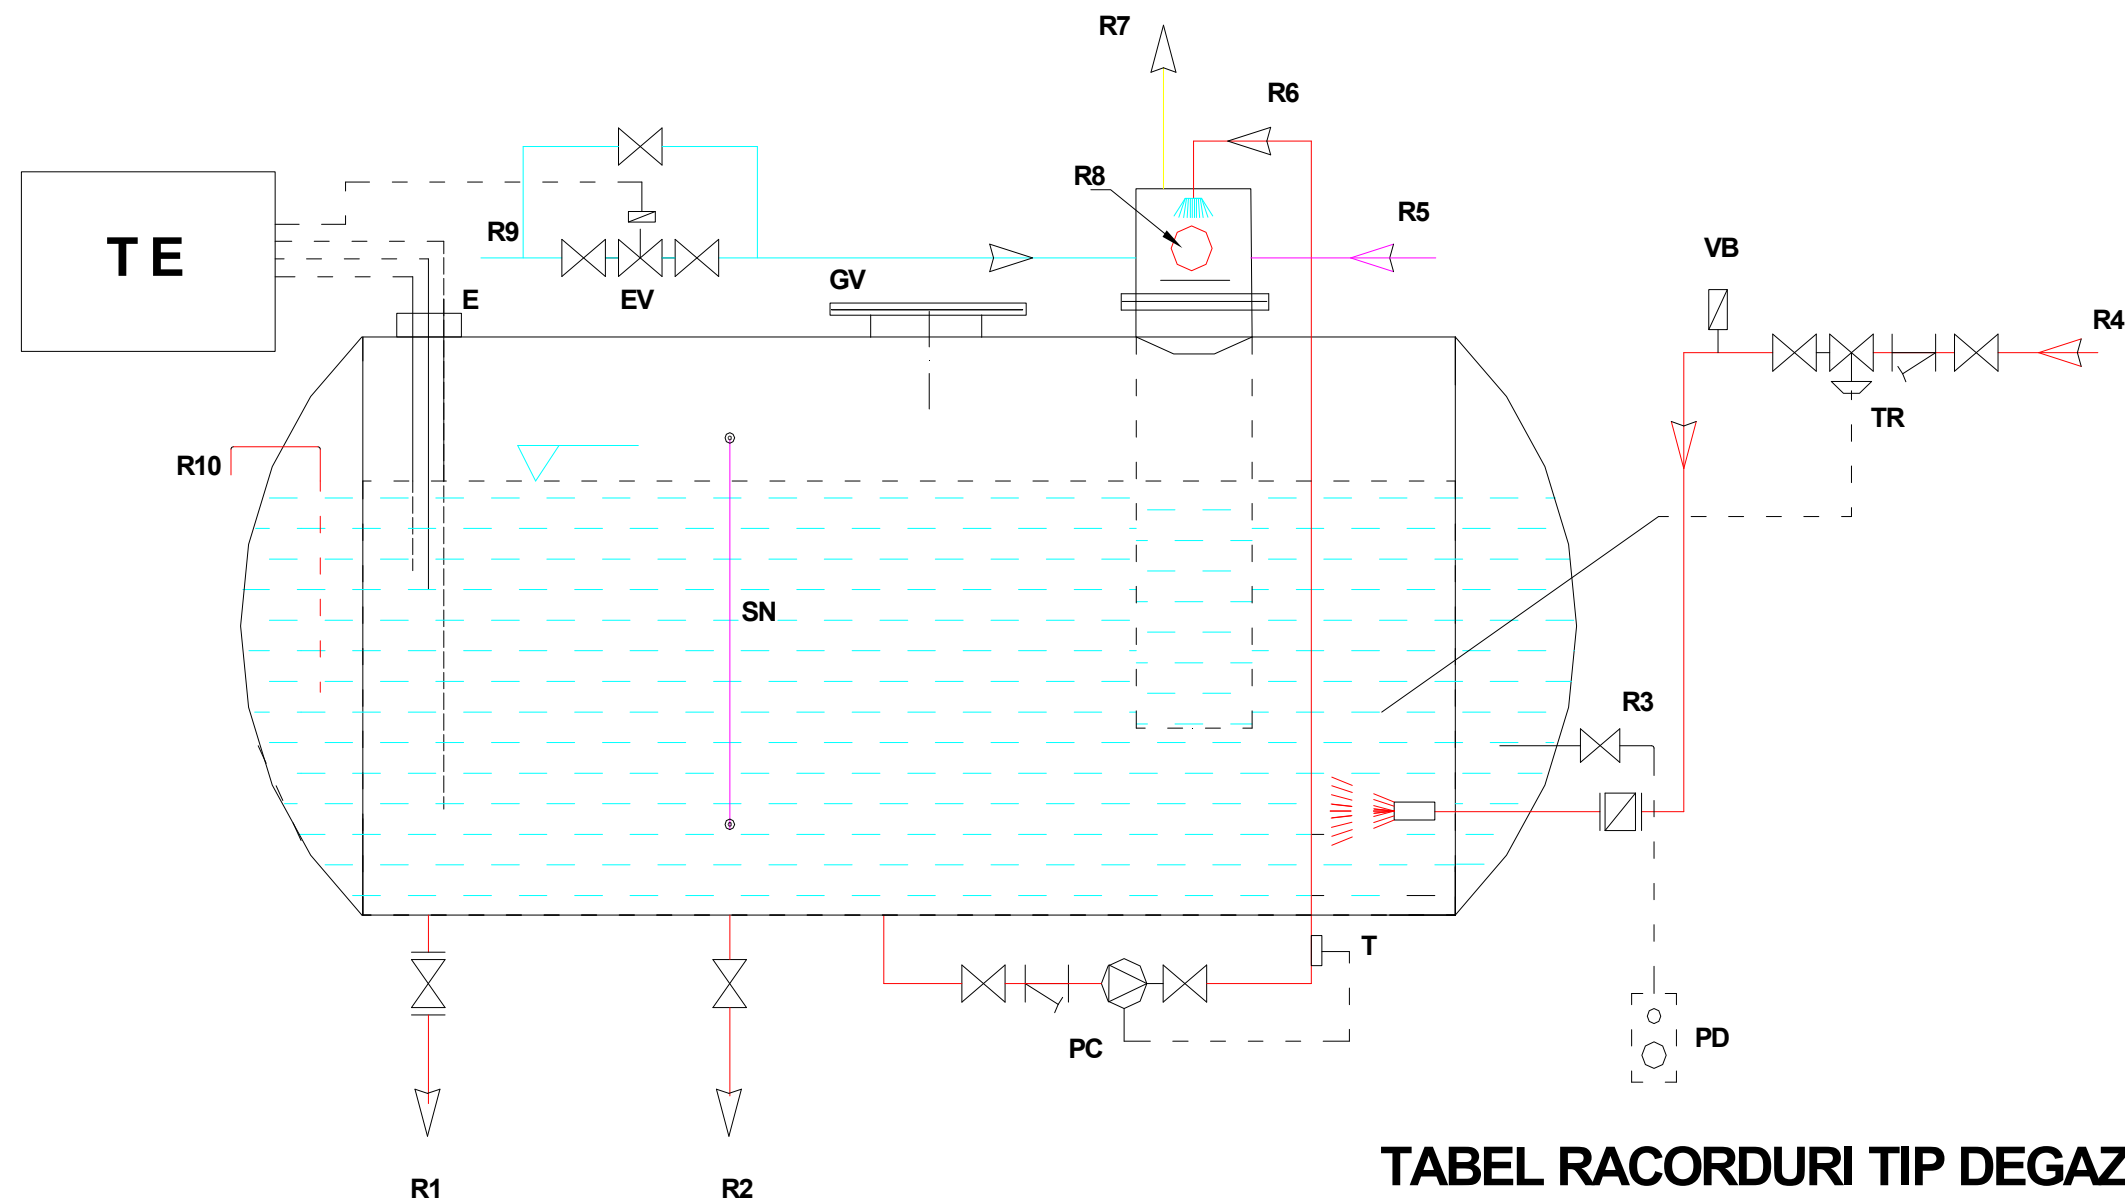 R7
R6
R8
R5
R9
TE
VB
GV
E
EV
R4
TR
R10
SN
R3
T
PC
PD
TABEL RACORDURI TIP DEGAZ
R1
R2